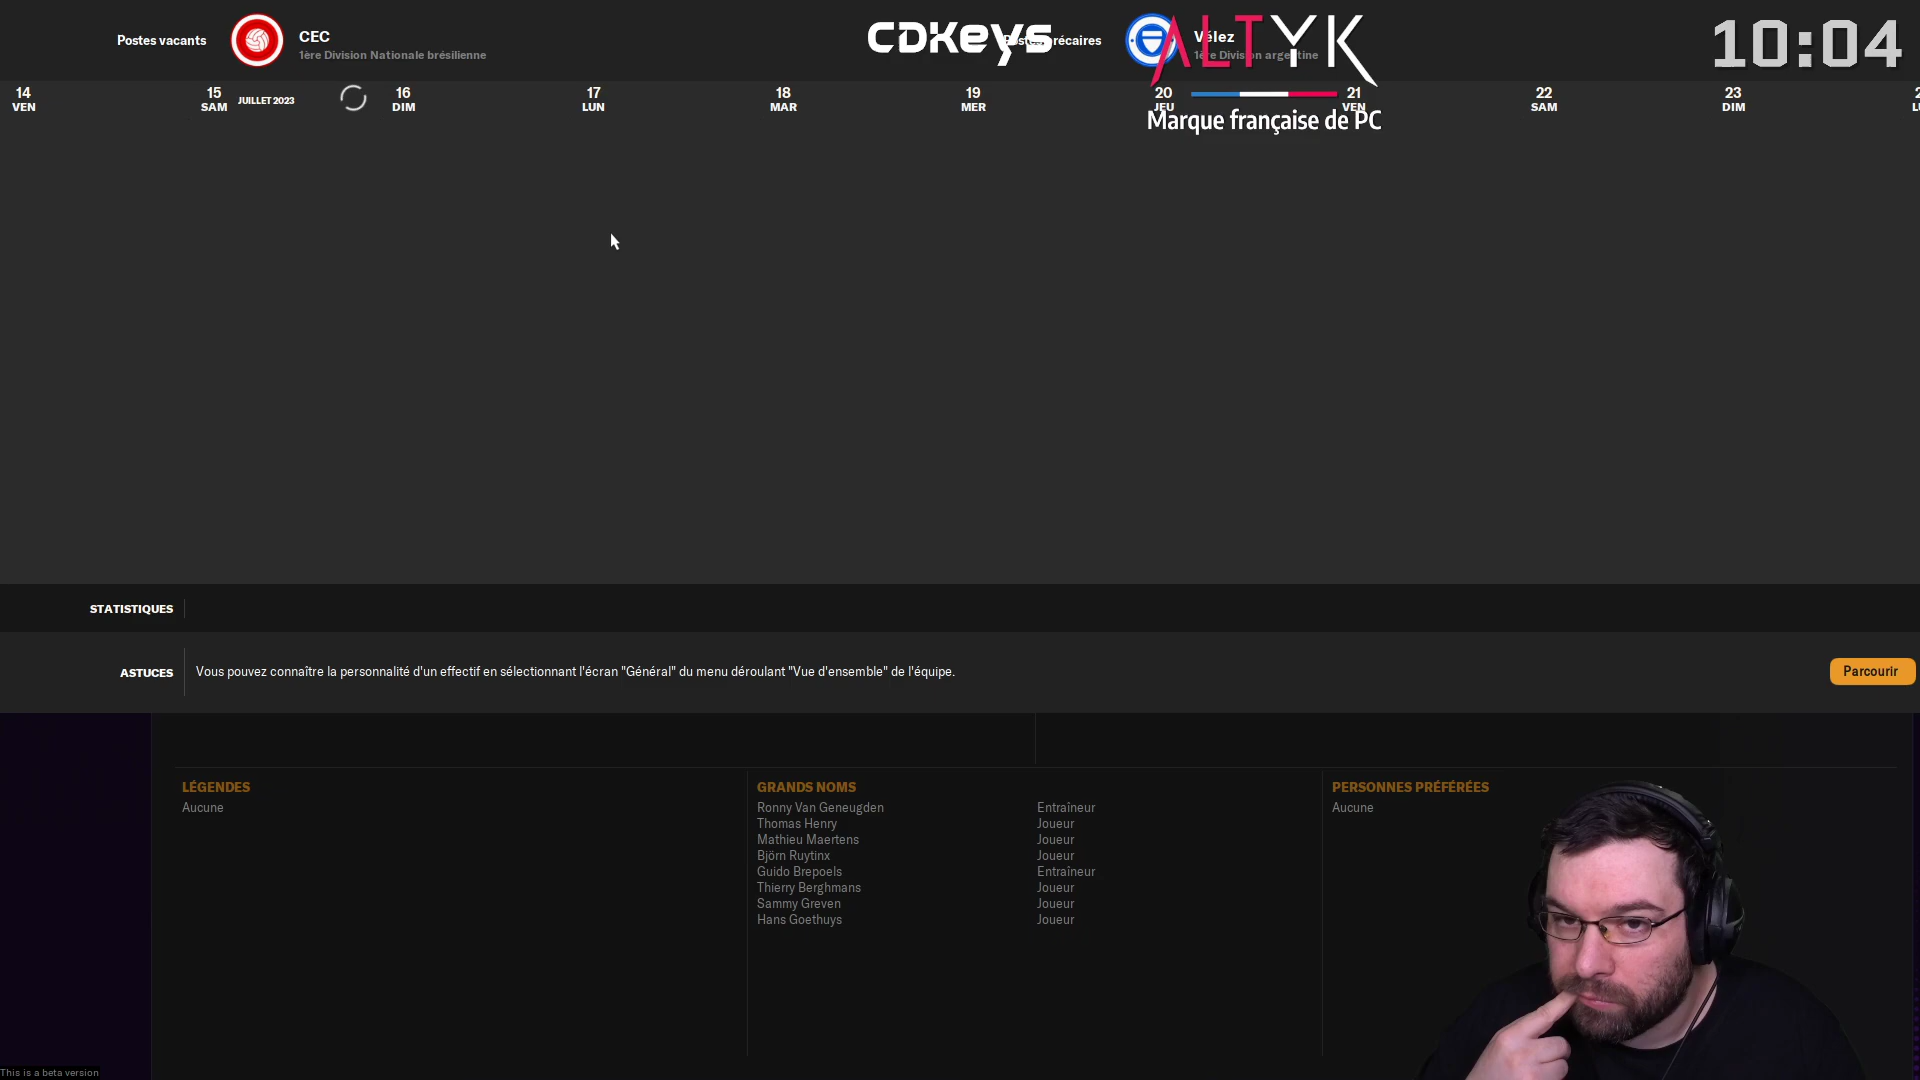 Postes vacants
CEC
1ère Division Nationale brésilienne
CDKeys
précaires
Vélez
1ère Division argentine
ALTYK
Marque française de PC
10:04
14 VEN
15 SAM
JUILLET 2023
16 DIM
17 LUN
18 MAR
19 MER
20 JEU
21 VEN
22 SAM
23 DIM
STATISTIQUES
ASTUCES
Vous pouvez connaître la personnalité d'un effectif en sélectionnant l'écran "Général" du menu déroulant "Vue d'ensemble" de l'équipe.
Parcourir
LÉGENDES
Aucune
GRANDS NOMS
Ronny Van Geneugden Entraîneur
Thomas Henry Joueur
Mathieu Maertens Joueur
Björn Ruytinx Joueur
Guido Brepoels Entraîneur
Thierry Berghmans Joueur
Sammy Greven Joueur
Hans Goethuys Joueur
PERSONNES PRÉFÉRÉES
Aucune
This is a beta version